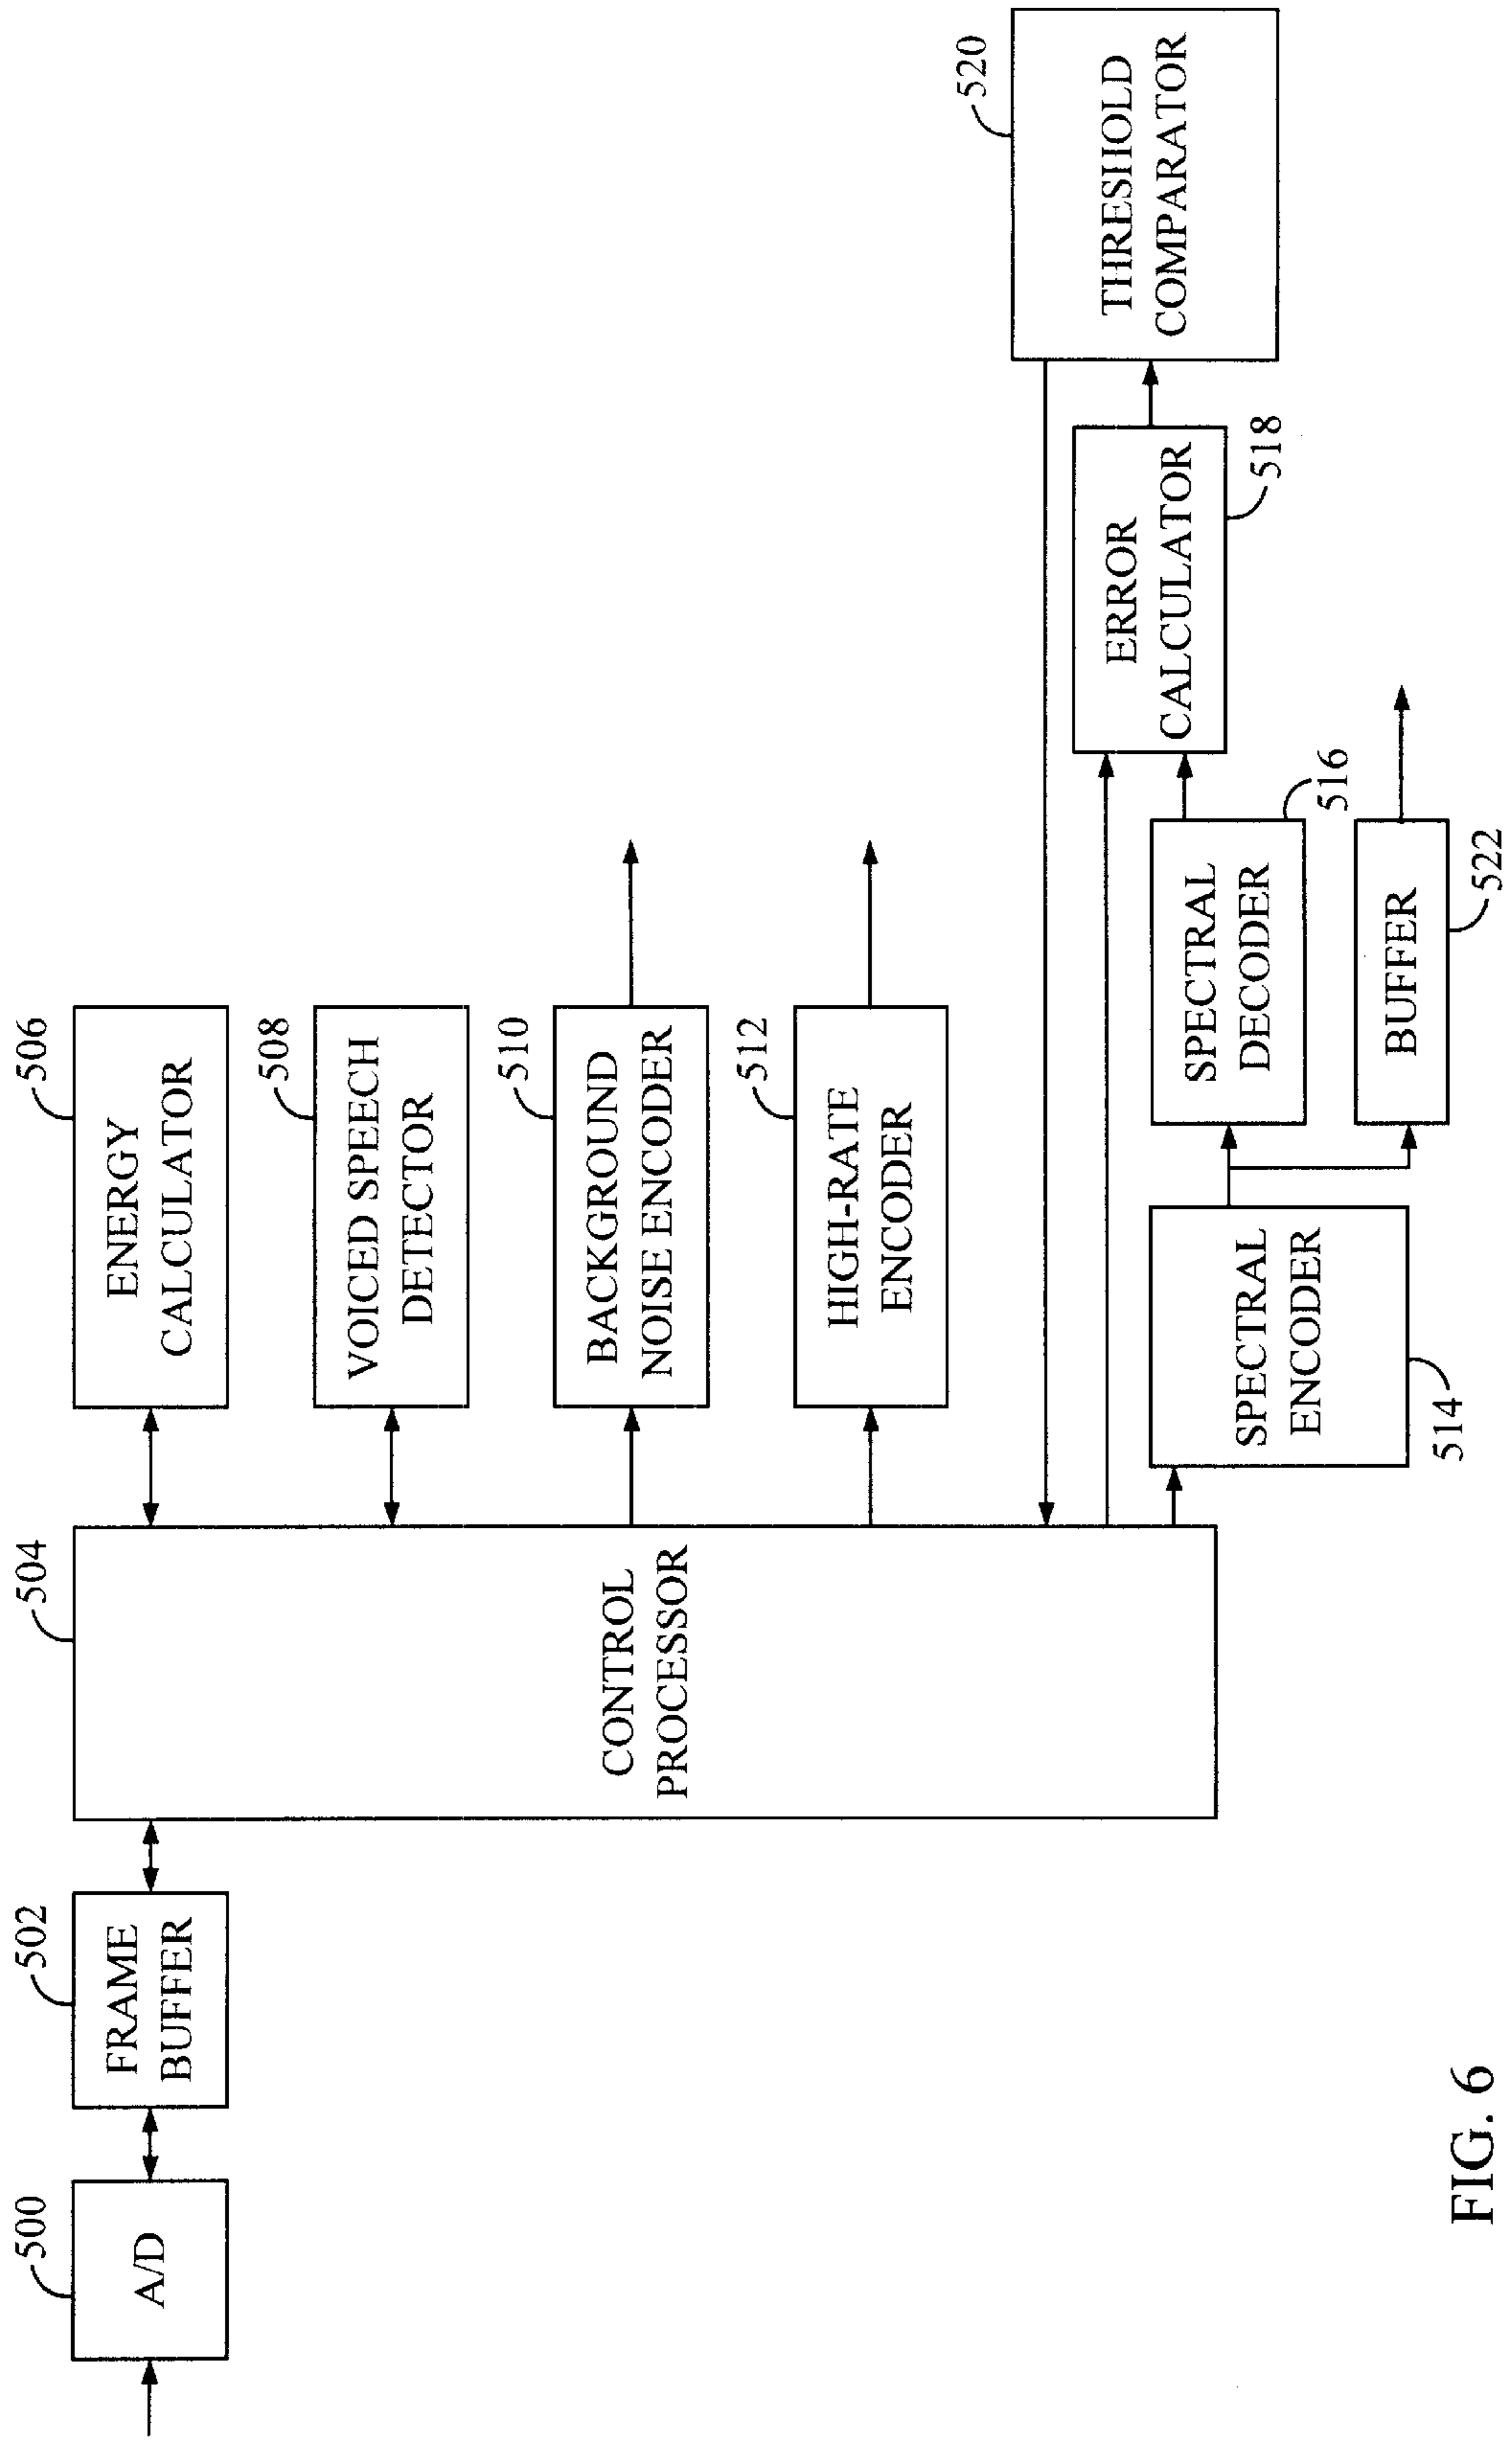 500
A/D
502
FRAME
BUFFER
504
CONTROL
PROCESSOR
506
ENERGY
CALCULATOR
508
VOICED SPEECH
DETECTOR
510
BACKGROUND
NOISE ENCODER
512
HIGH-RATE
ENCODER
SPECTRAL
ENCODER
514
SPECTRAL
DECODER
516
BUFFER
522
ERROR
CALCULATOR
518
520
THRESHOLD
COMPARATOR
FIG. 6